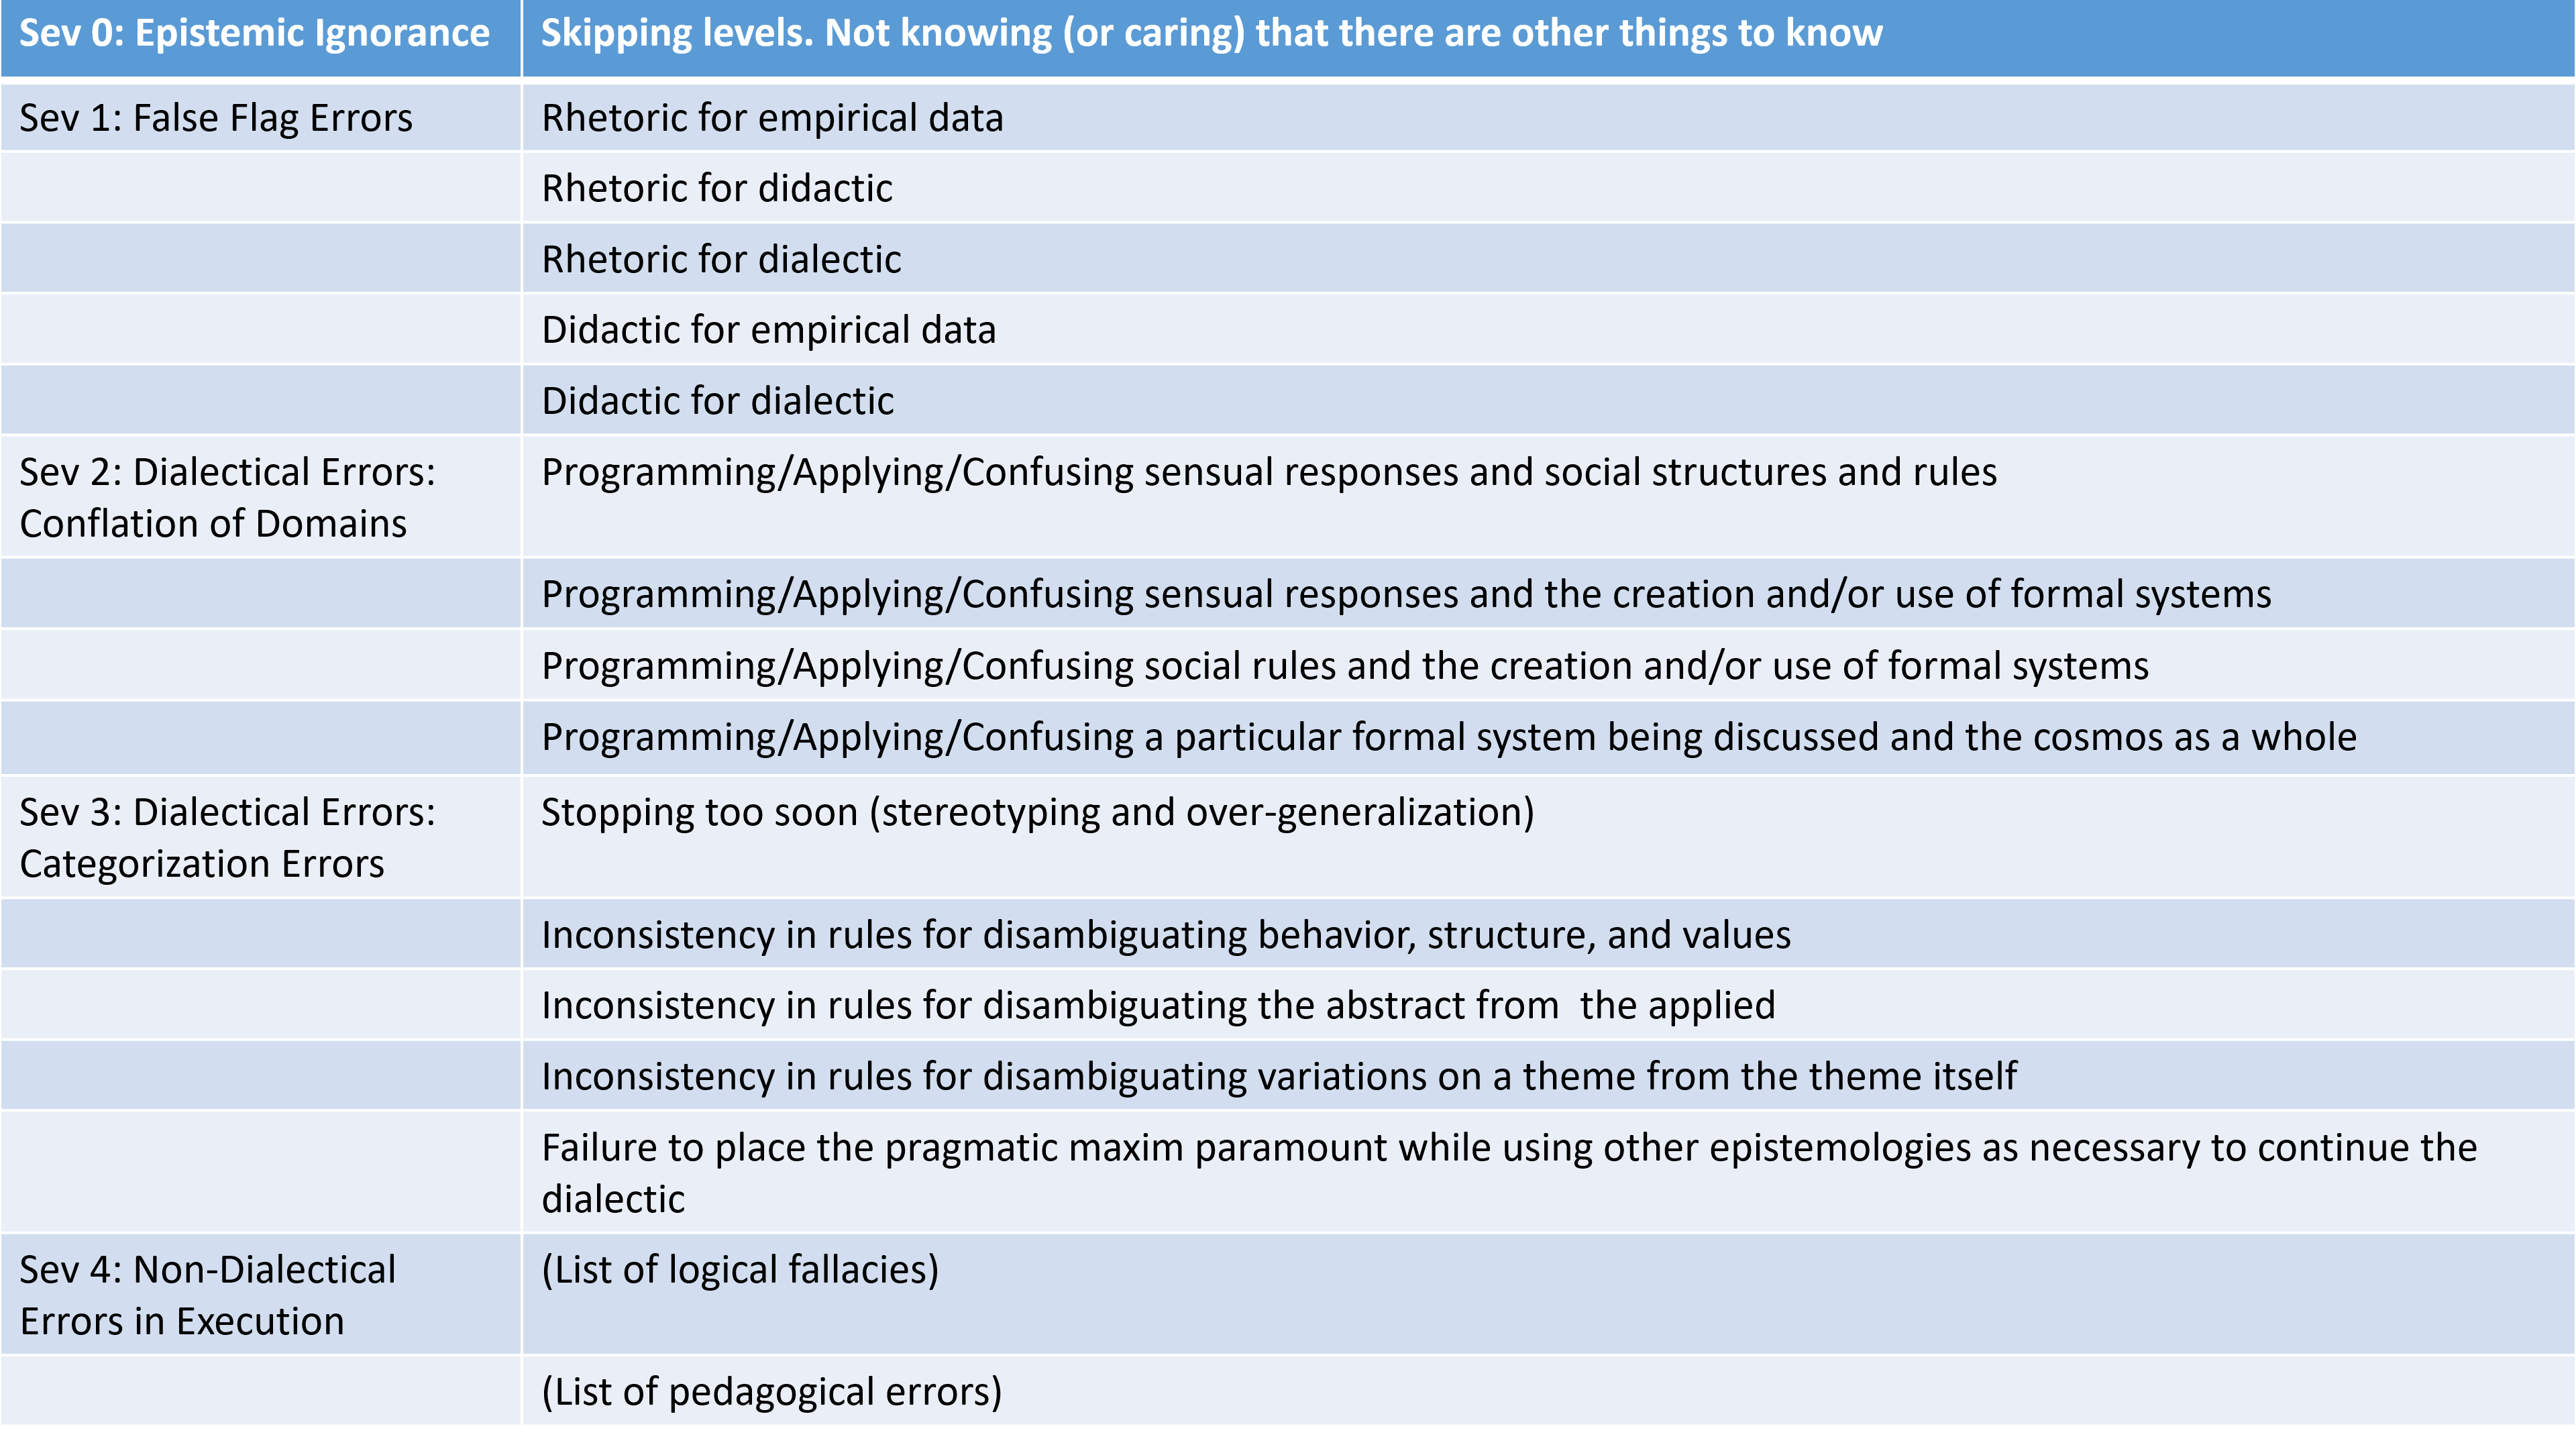 Sev 0: Epistemic Ignorance
Skipping levels. Not knowing (or caring) that there are other things to know
Sev 1: False Flag Errors
Rhetoric for empirical data
Rhetoric for didactic
Rhetoric for dialectic
Didactic for empirical data
Didactic for dialectic
Sev 2: Dialectical Errors:
Conflation of Domains
Programming/Applying/Confusing sensual responses and social structures and rules
Programming/Applying/Confusing sensual responses and the creation and/or use of formal systems
Programming/Applying/Confusing social rules and the creation and/or use of formal systems
Programming/Applying/Confusing a particular formal system being discussed and the cosmos as a whole
Sev 3: Dialectical Errors:
Categorization Errors
Stopping too soon (stereotyping and over-generalization)
Inconsistency in rules for disambiguating behavior, structure, and values
Inconsistency in rules for disambiguating the abstract from  the applied
Inconsistency in rules for disambiguating variations on a theme from the theme itself
Failure to place the pragmatic maxim paramount while using other epistemologies as necessary to continue the
dialectic
Sev 4: Non-Dialectical
Errors in Execution
(List of logical fallacies)
(List of pedagogical errors)